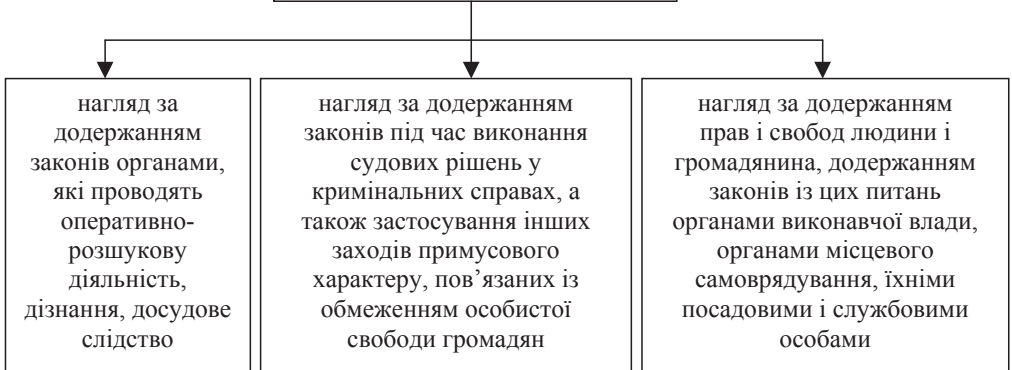 нагляд за
додержанням
законів органами,
які проводять
оперативно-
розшукову
діяльність,
дізнання, досудове
слідство
нагляд за додержанням
законів під час виконання
судових рішень у
кримінальних справах, а
також застосування інших
заходів примусового
характеру, пов’язаних із
обмеженням особистої
свободи громадян
нагляд за додержанням
прав і свобод людини і
громадянина, додержанням
законів із цих питань
органами виконавчої влади,
органами місцевого
самоврядування, їхніми
посадовими і службовими
особами